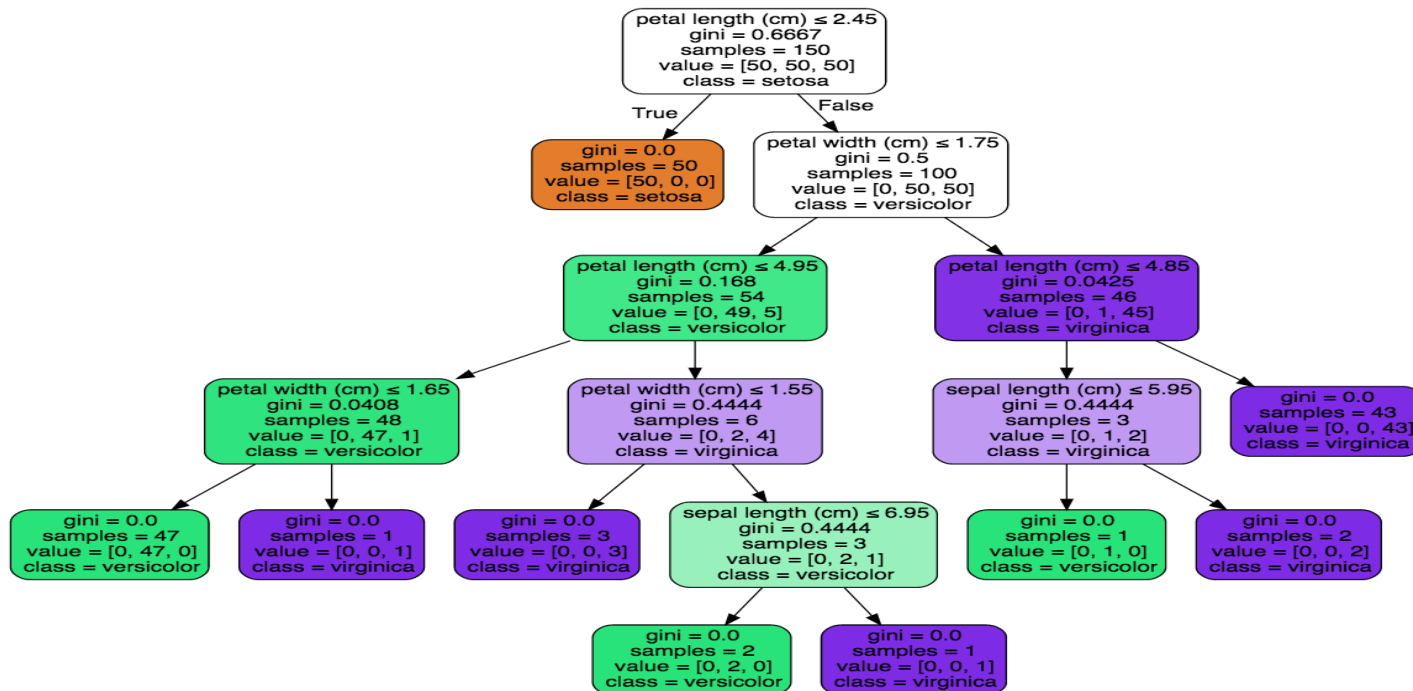 petal length (cm) ≤ 2.45
gini = 0.6667
samples = 150
value = [50, 50, 50]
class = setosa
True
False
gini = 0.0
samples = 50
value = [50, 0, 0]
class = setosa
petal width (cm) ≤ 1.75
gini = 0.5
samples = 100
value = [0, 50, 50]
class = versicolor
petal length (cm) ≤ 4.95
gini = 0.168
samples = 54
value = [0, 49, 5]
class = versicolor
petal length (cm) ≤ 4.85
gini = 0.0425
samples = 46
value = [0, 1, 45]
class = virginica
petal width (cm) ≤ 1.65
gini = 0.0408
samples = 48
value = [0, 47, 1]
class = versicolor
petal width (cm) ≤ 1.55
gini = 0.4444
samples = 6
value = [0, 2, 4]
class = virginica
sepal length (cm) ≤ 5.95
gini = 0.4444
samples = 3
value = [0, 1, 2]
class = virginica
gini = 0.0
samples = 43
value = [0, 0, 43]
class = virginica
gini = 0.0
samples = 47
value = [0, 47, 0]
class = versicolor
gini = 0.0
samples = 1
value = [0, 0, 1]
class = virginica
gini = 0.0
samples = 3
value = [0, 0, 3]
class = virginica
sepal length (cm) ≤ 6.95
gini = 0.4444
samples = 3
value = [0, 2, 1]
class = versicolor
gini = 0.0
samples = 1
value = [0, 1, 0]
class = versicolor
gini = 0.0
samples = 2
value = [0, 0, 2]
class = virginica
gini = 0.0
samples = 2
value = [0, 2, 0]
class = versicolor
gini = 0.0
samples = 1
value = [0, 0, 1]
class = virginica